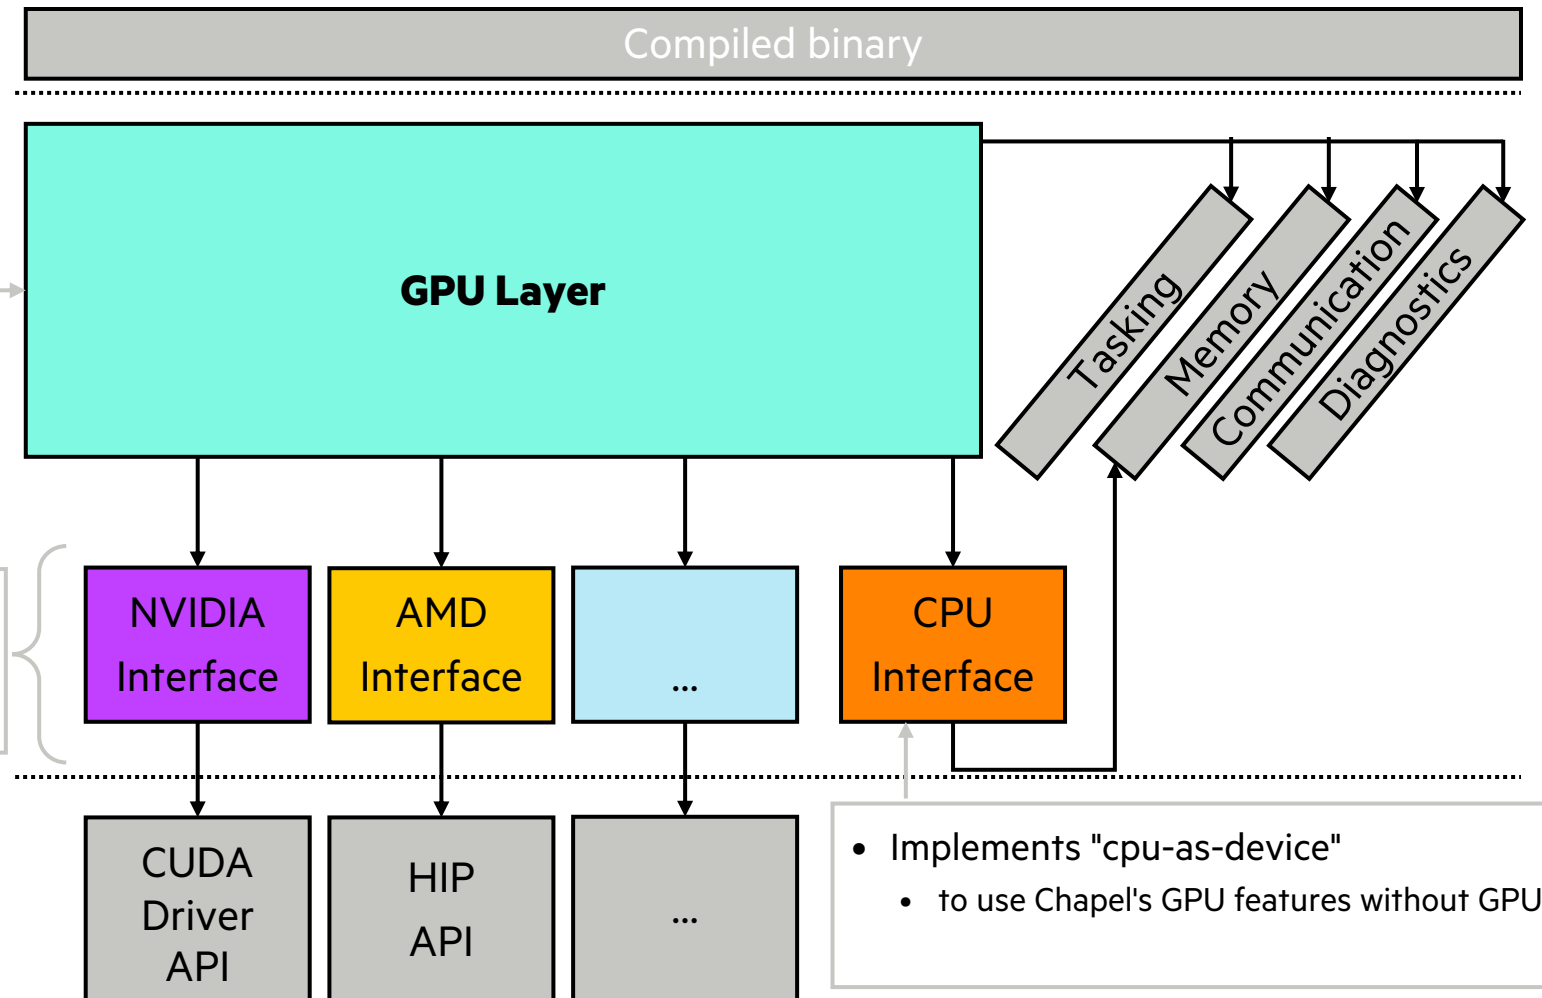 Compiled binary
GPU Layer
Tasking
Memory
Communication
Diagnostics
NVIDIA
Interface
AMD
Interface
...
CPU
Interface
CUDA
Driver
API
HIP
API
...
• Implements "cpu-as-device"
• to use Chapel's GPU features without GPU